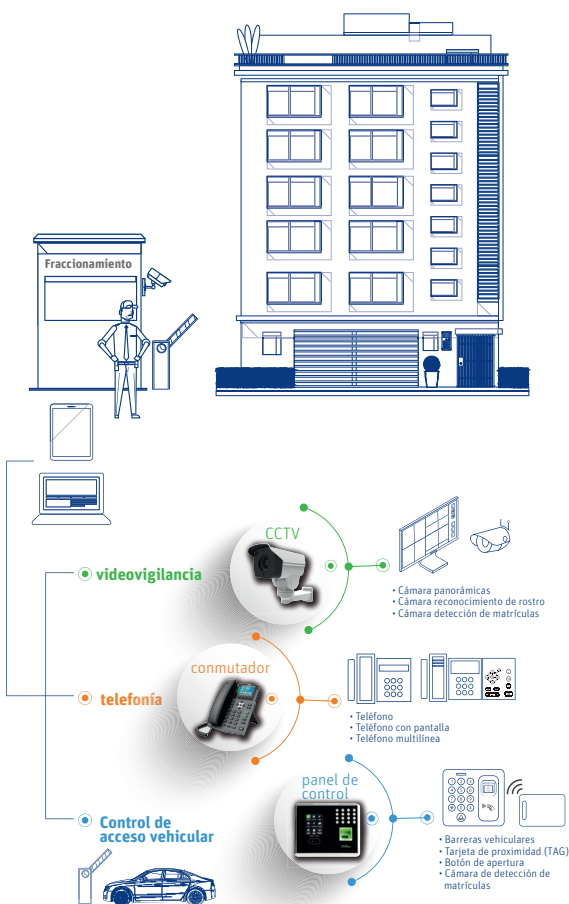 Fraccionamiento
CCTV
videovigilancia
• Cámara panorámicas
• Cámara reconocimiento de rostro
• Cámara detección de matrículas
conmutador
telefonía
• Teléfono
• Teléfono con pantalla
• Teléfono multilínea
panel de
control
Control de
acceso vehicular
• Barreras vehiculares
• Tarjeta de proximidad (TAG)
• Botón de apertura
• Cámara de detección de
matrículas